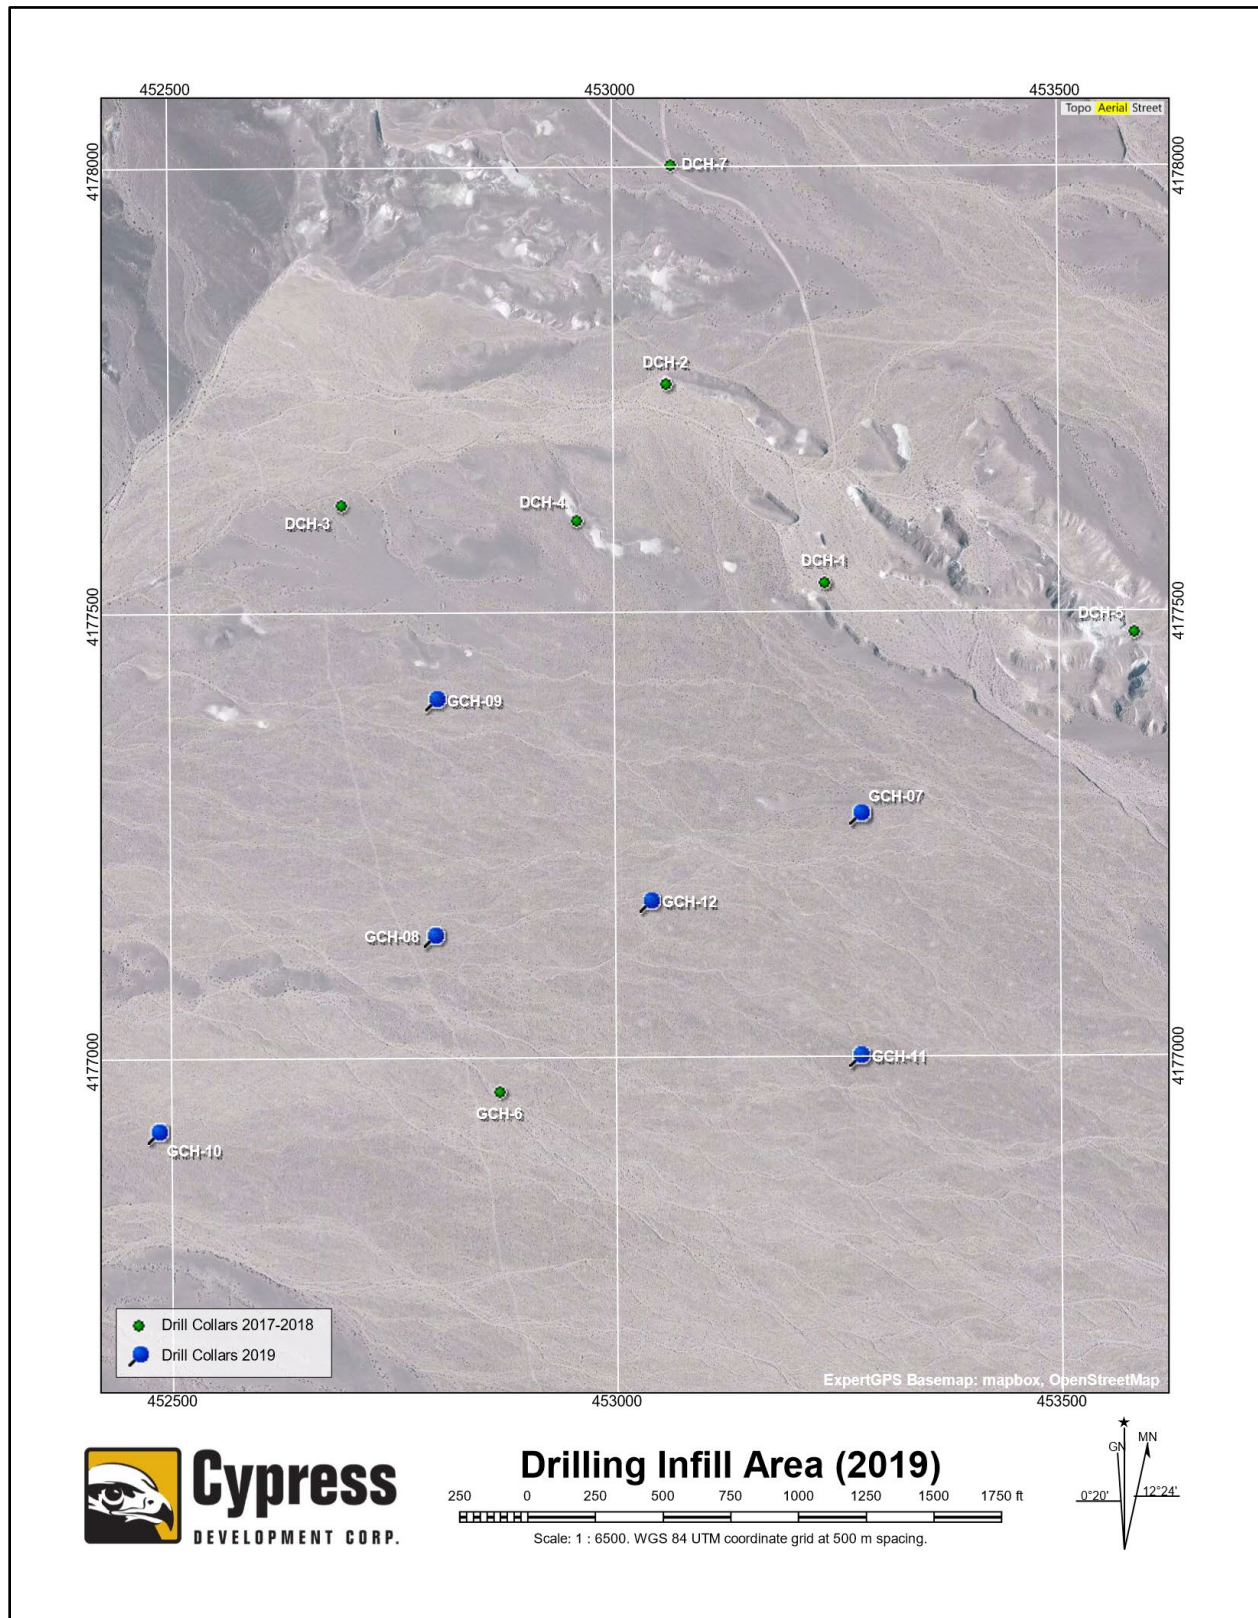 452500 453000 453500
Topo Aerial Street
4178000
4178000
DCH-7
DCH-2
DCH-4
DCH-3
DCH-1
4177500
4177500
DCH-5
GCH-09
GCH-07
GCH-12
GCH-08
4177000
4177000
GCH-11
GCH-6
GCH-10
Drill Collars 2017-2018
Drill Collars 2019
ExpertGPS Basemap: mapbox, OpenStreetMap
452500 453000 453500
Cypress
DEVELOPMENT CORP.
Drilling Infill Area (2019)
250 0 250 500 750 1000 1250 1500 1750 ft
Scale: 1 : 6500. WGS 84 UTM coordinate grid at 500 m spacing.
GN MN
0°20' 12°24'